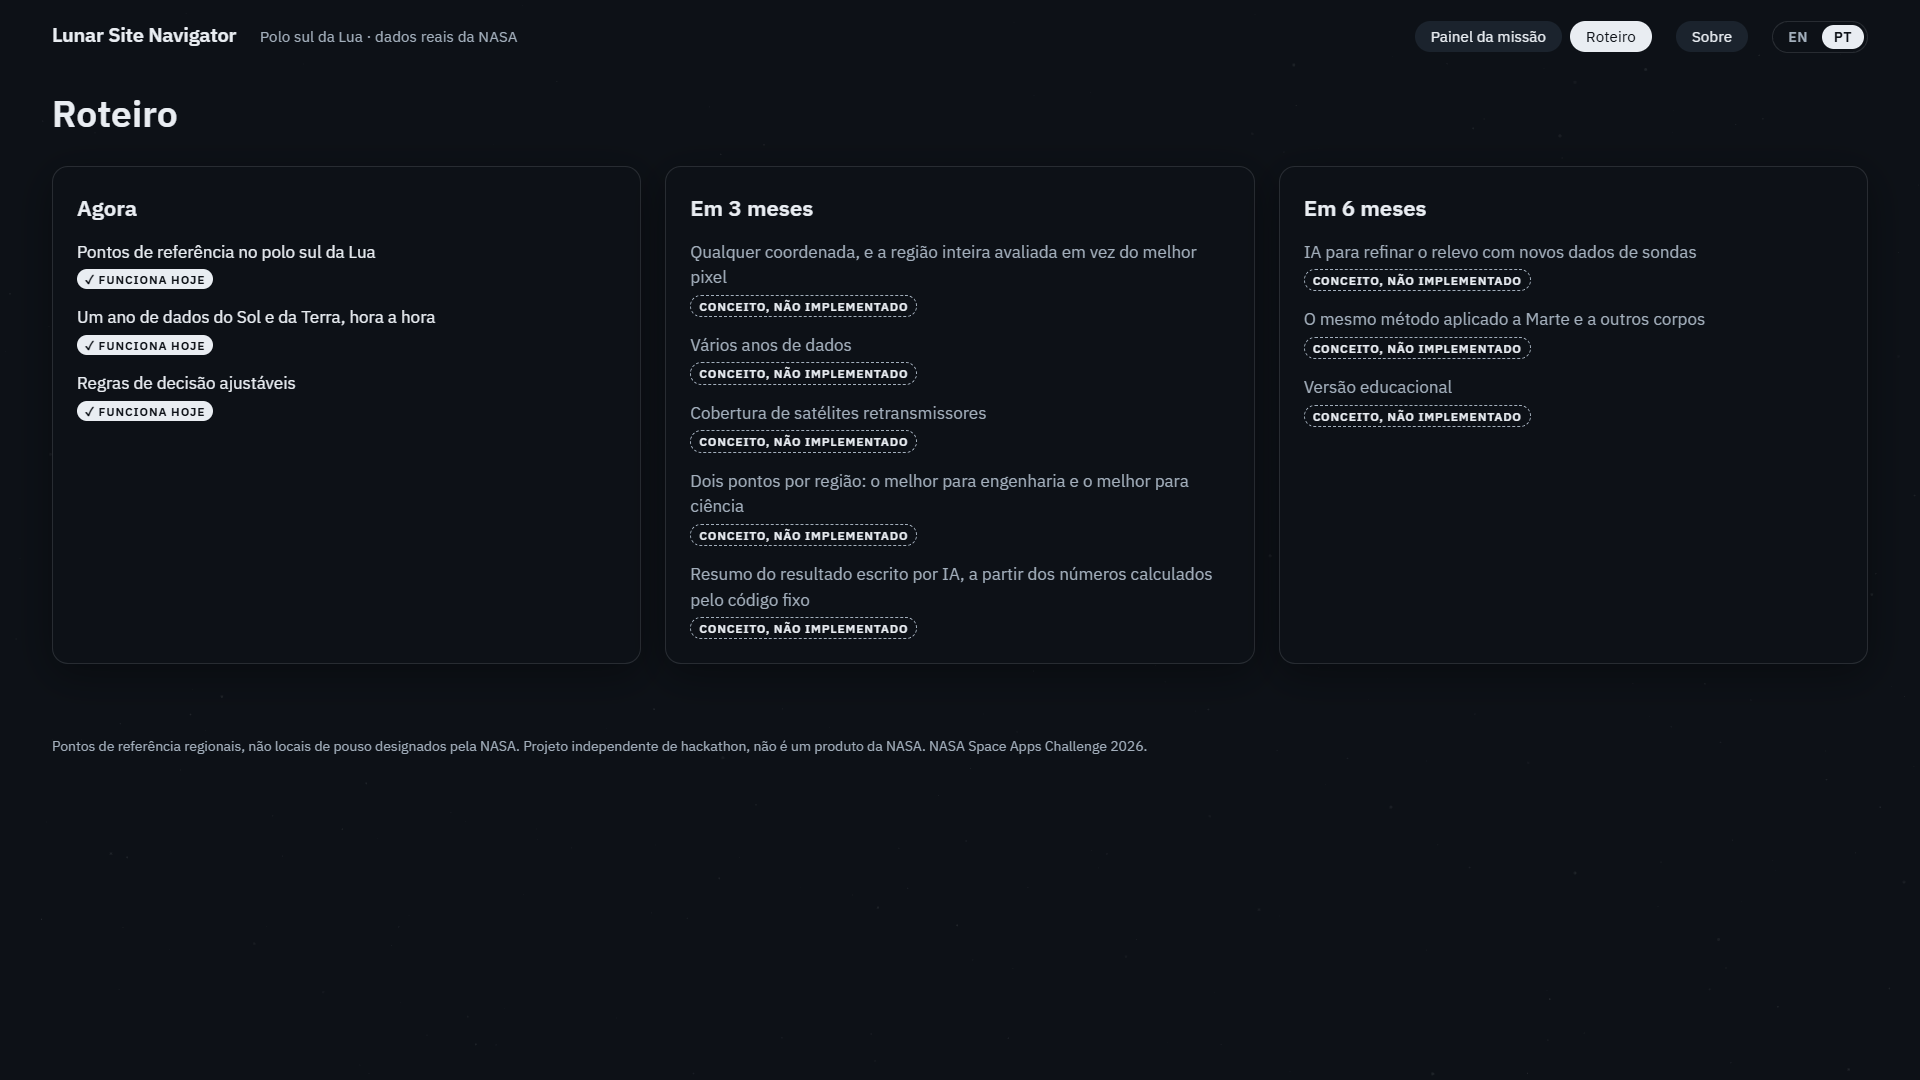 Lunar Site Navigator
Polo sul da Lua · dados reais da NASA
Painel da missão
Roteiro
Sobre
EN
PT
Roteiro
Agora
Pontos de referência no polo sul da Lua
✓ FUNCIONA HOJE
Um ano de dados do Sol e da Terra, hora a hora
✓ FUNCIONA HOJE
Regras de decisão ajustáveis
✓ FUNCIONA HOJE
Em 3 meses
Qualquer coordenada, e a região inteira avaliada em vez do melhor
pixel
CONCEITO, NÃO IMPLEMENTADO
Vários anos de dados
CONCEITO, NÃO IMPLEMENTADO
Cobertura de satélites retransmissores
CONCEITO, NÃO IMPLEMENTADO
Dois pontos por região: o melhor para engenharia e o melhor para
ciência
CONCEITO, NÃO IMPLEMENTADO
Resumo do resultado escrito por IA, a partir dos números calculados
pelo código fixo
CONCEITO, NÃO IMPLEMENTADO
Em 6 meses
IA para refinar o relevo com novos dados de sondas
CONCEITO, NÃO IMPLEMENTADO
O mesmo método aplicado a Marte e a outros corpos
CONCEITO, NÃO IMPLEMENTADO
Versão educacional
CONCEITO, NÃO IMPLEMENTADO
Pontos de referência regionais, não locais de pouso designados pela NASA. Projeto independente de hackathon, não é um produto da NASA. NASA Space Apps Challenge 2026.